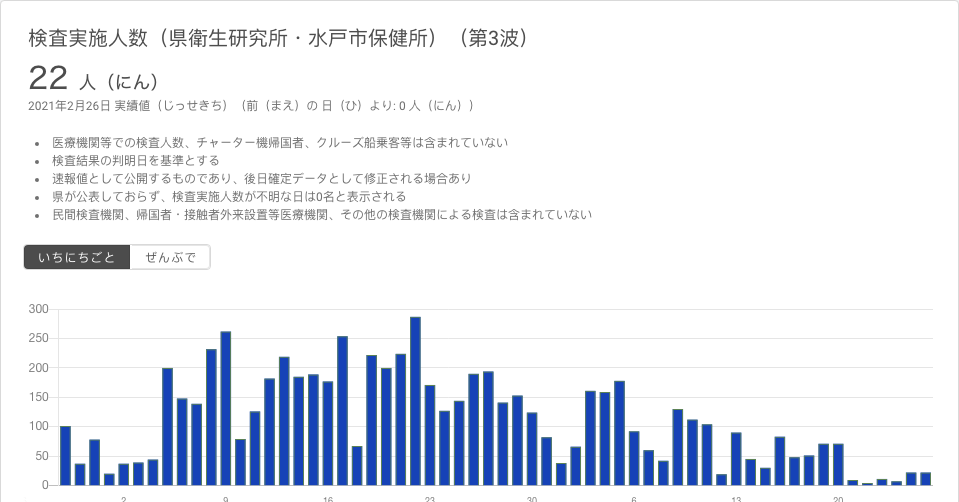 検査実施人数（県衛生研究所・水戸市保健所）（第3波）
22 人（にん）
2021年2月26日 実績値（じっせきち）（前（まえ）の 日（ひ）より: 0 人（にん））
• 医療機関等での検査人数、チャーター機帰国者、クルーズ船乗客等は含まれていない
• 検査結果の判明日を基準とする
• 速報値として公開するものであり、後日確定データとして修正される場合あり
• 県が公表しておらず、検査実施人数が不明な日は0名と表示される
• 民間検査機関、帰国者・接触者外来設置等医療機関、その他の検査機関による検査は含まれていない
いちにちごと ぜんぶで
300
250
200
150
100
50
0
2 9 16 23 30 6 13 20